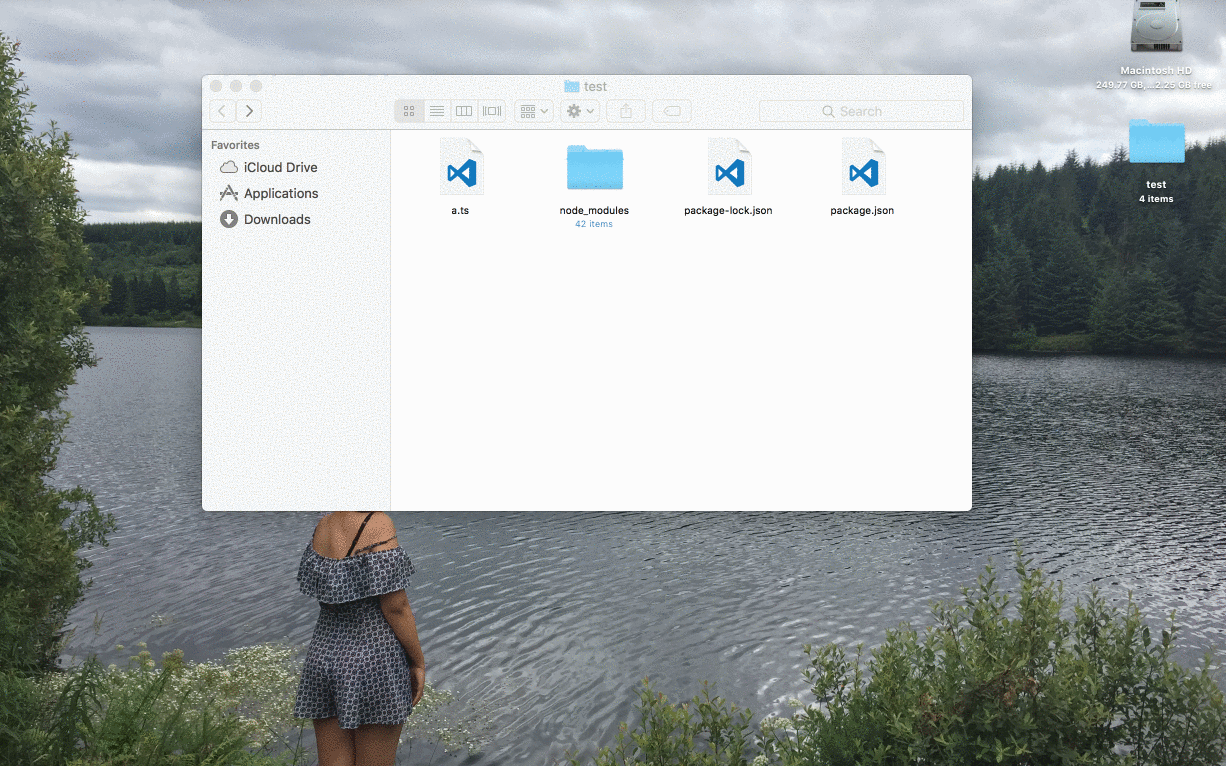 test
Search
Favorites
iCloud Drive
Applications
Downloads
a.ts
node_modules
42 items
package-lock.json
package.json
Macintosh HD
249.77 GB,...2.25 GB free
test
4 items